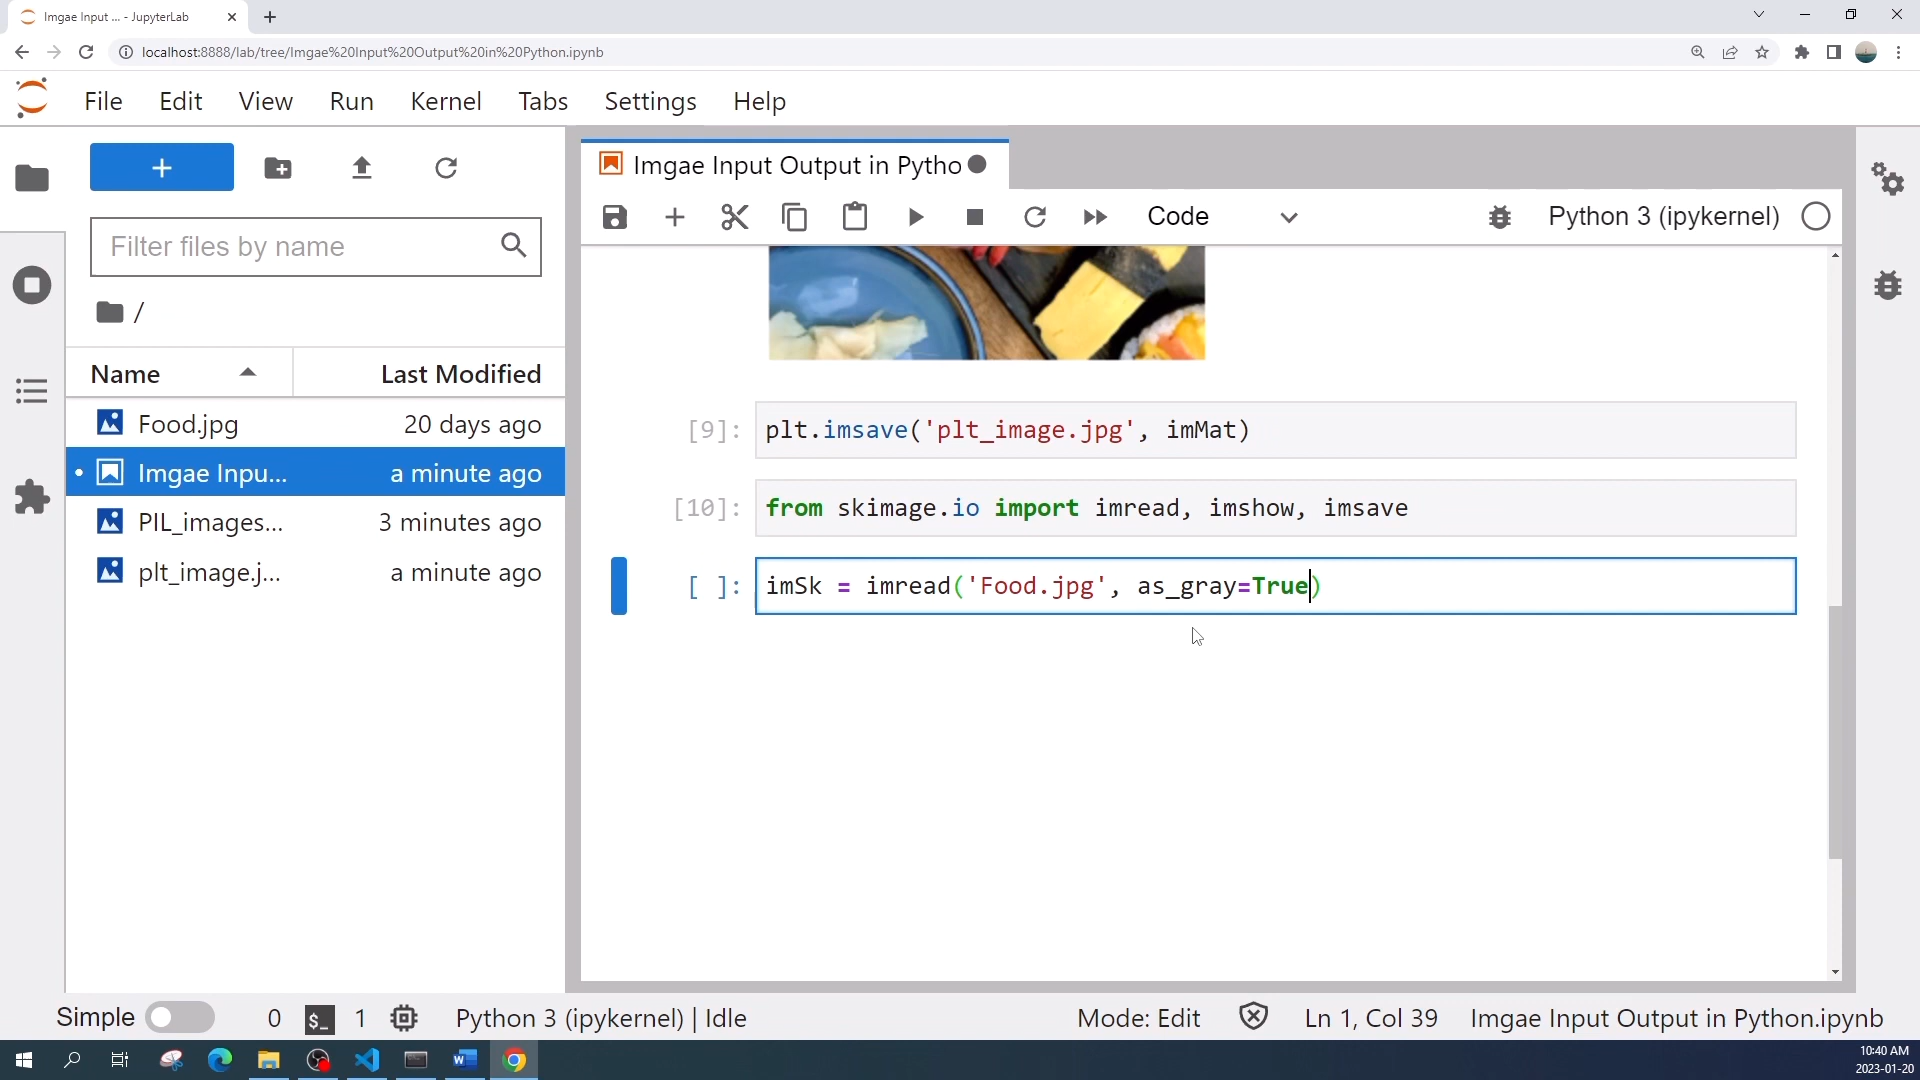 Imgae Input ... - JupyterLab
localhost:8888/lab/tree/Imgae%20Input%20Output%20in%20Python.ipynb
File Edit View Run Kernel Tabs Settings Help
Imgae Input Output in Pytho
Filter files by name
Code
Python 3 (ipykernel)
/
Name Last Modified
Food.jpg 20 days ago
Imgae Inpu... a minute ago
PIL_images... 3 minutes ago
plt_image.j... a minute ago
[9]: plt.imsave('plt_image.jpg', imMat)
[10]: from skimage.io import imread, imshow, imsave
[ ]: imSk = imread('Food.jpg', as_gray=True)
Simple 0 $_ 1 Python 3 (ipykernel) | Idle Mode: Edit Ln 1, Col 39 Imgae Input Output in Python.ipynb
10:40 AM
2023-01-20